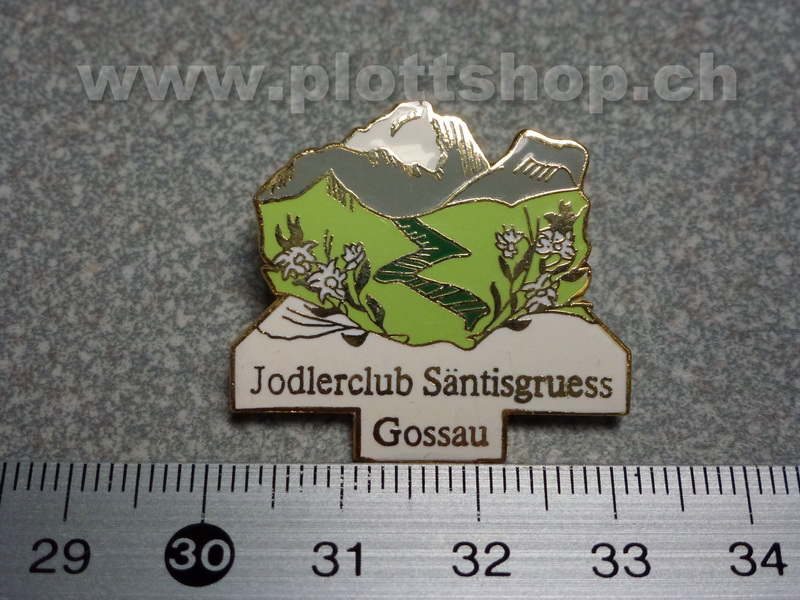 www.plottshop.ch
Jodlerclub Säntisgruess
Gossau
29 30 31 32 33 34